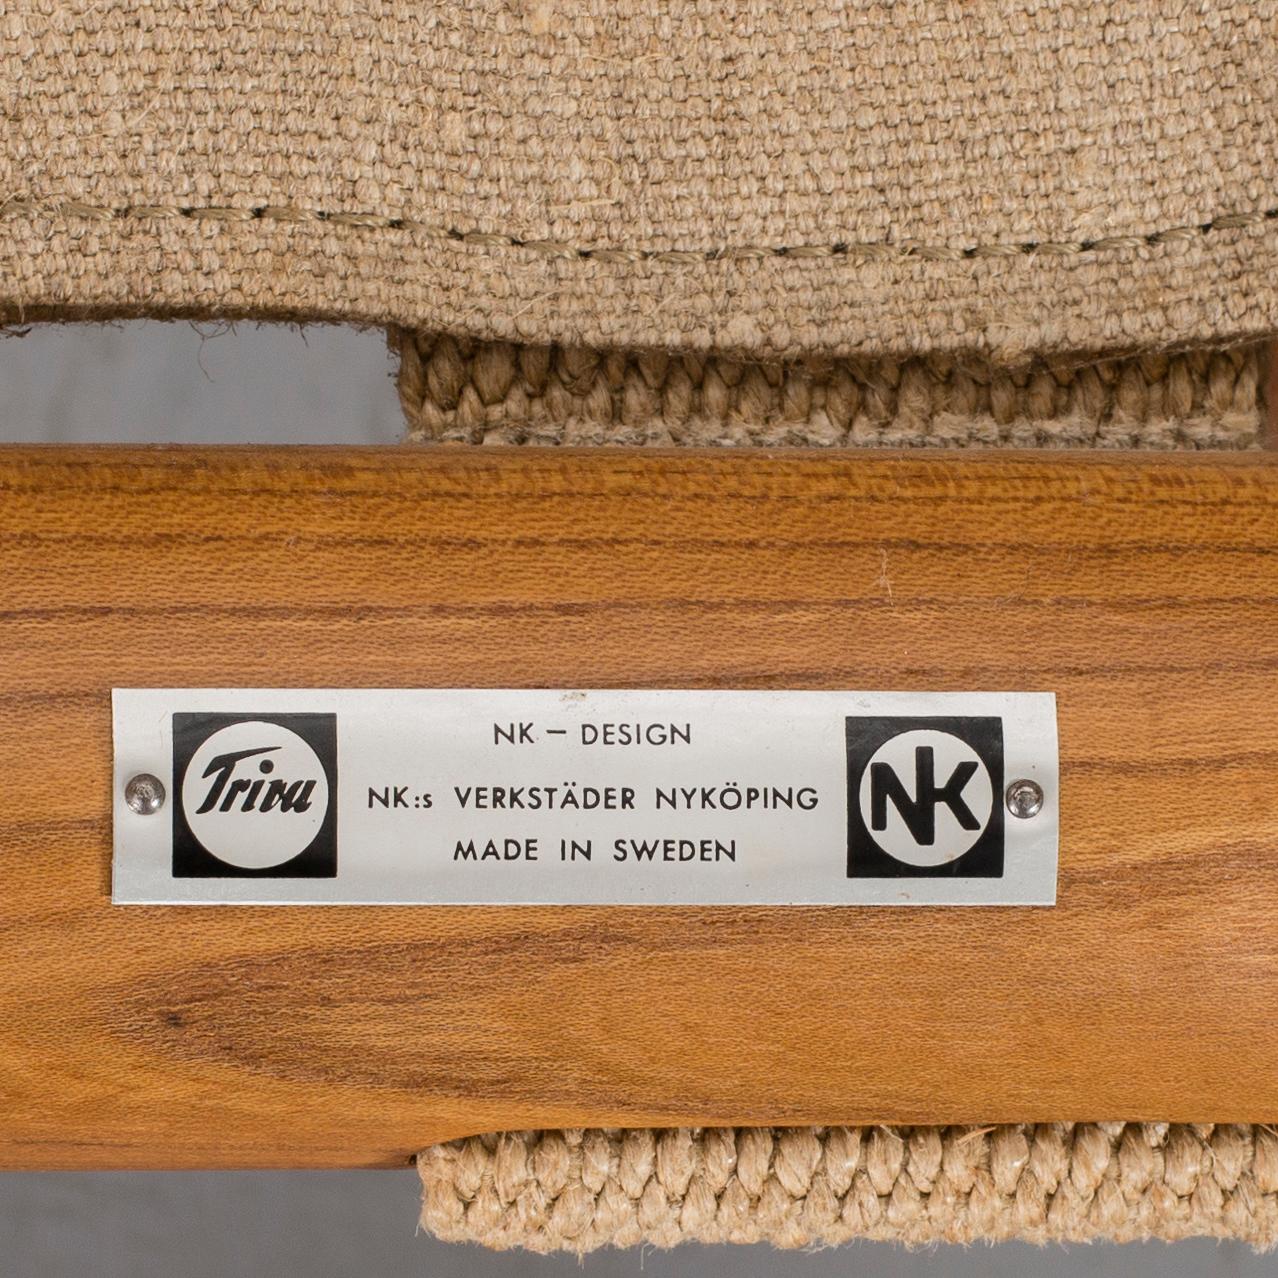 Triva
NK – DESIGN
NK:s VERKSTÄDER NYKÖPING
MADE IN SWEDEN
NK